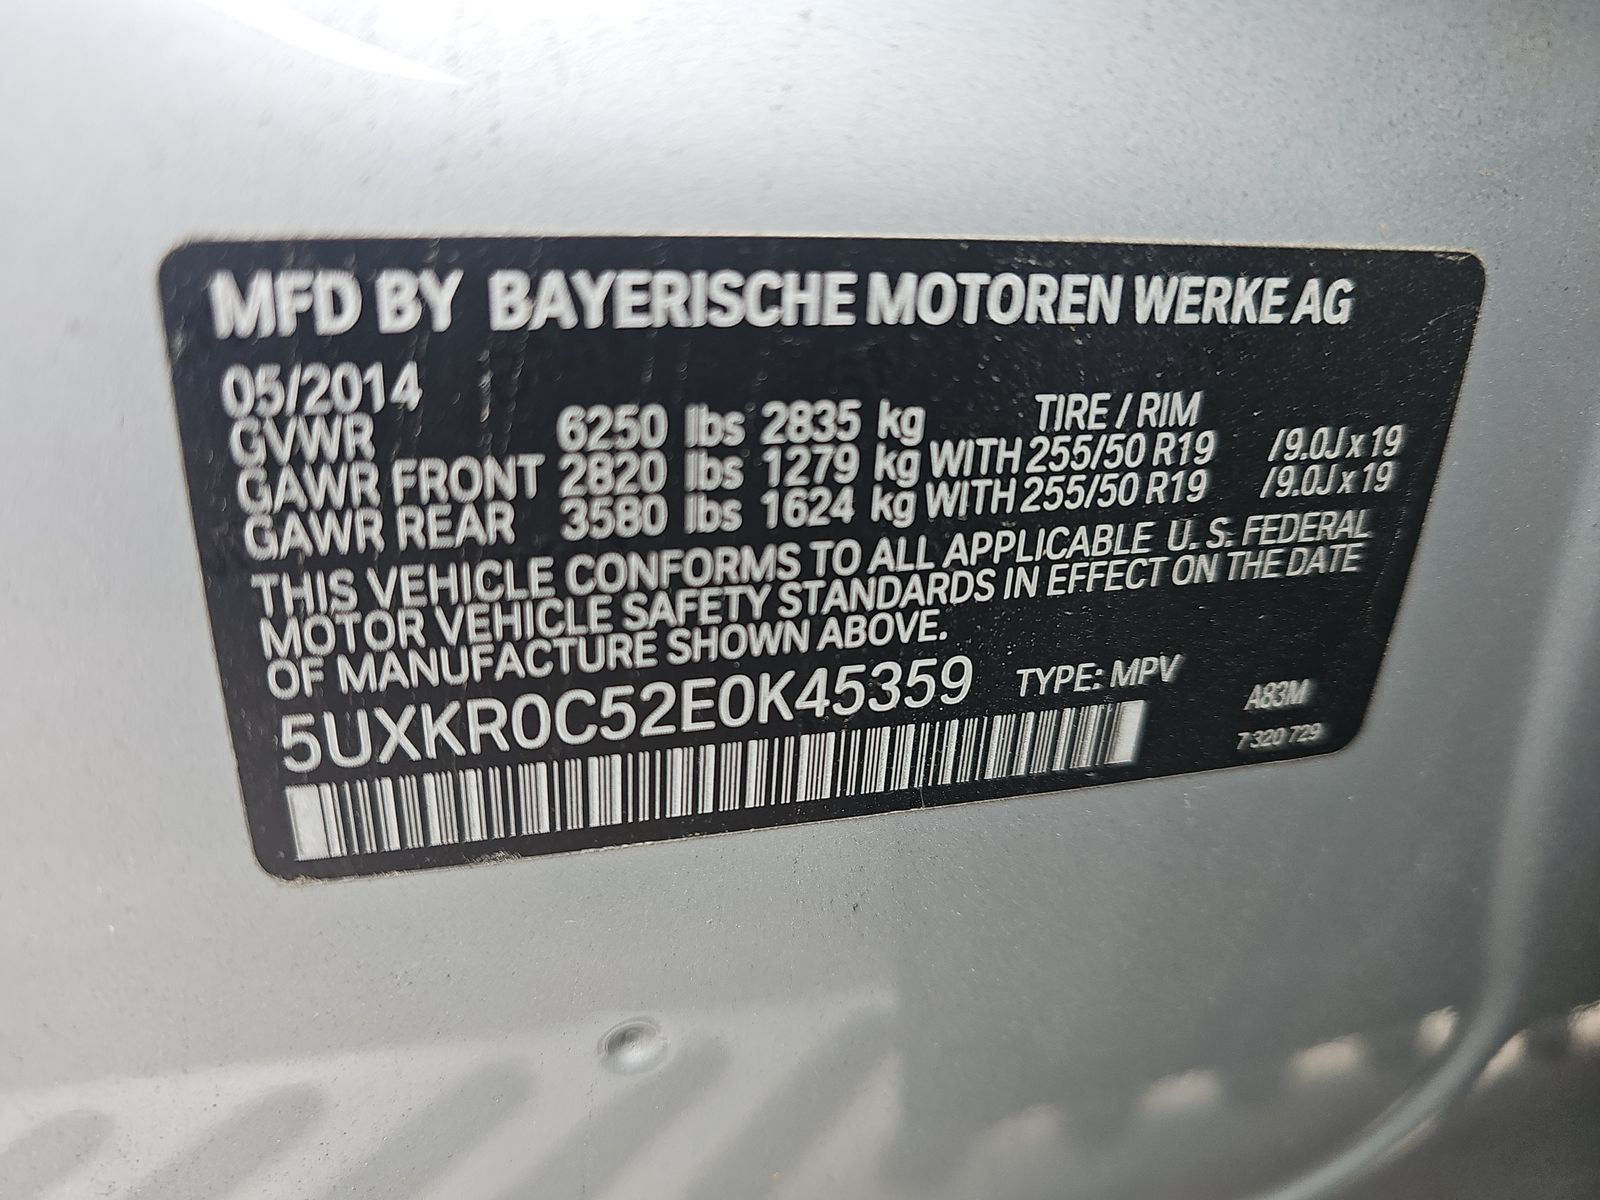 MFD BY BAYERISCHE MOTOREN WERKE AG
05/2014
TIRE / RIM
GVWR 6250 lbs 2835 kg
GAWR FRONT 2820 lbs 1279 kg WITH 255/50 R19 /9.0J x 19
GAWR REAR 3580 lbs 1624 kg WITH 255/50 R19 /9.0J x 19
THIS VEHICLE CONFORMS TO ALL APPLICABLE U.S. FEDERAL
MOTOR VEHICLE SAFETY STANDARDS IN EFFECT ON THE DATE
OF MANUFACTURE SHOWN ABOVE.
5UXKR0C52E0K45359 TYPE: MPV
A83M
7 320 729